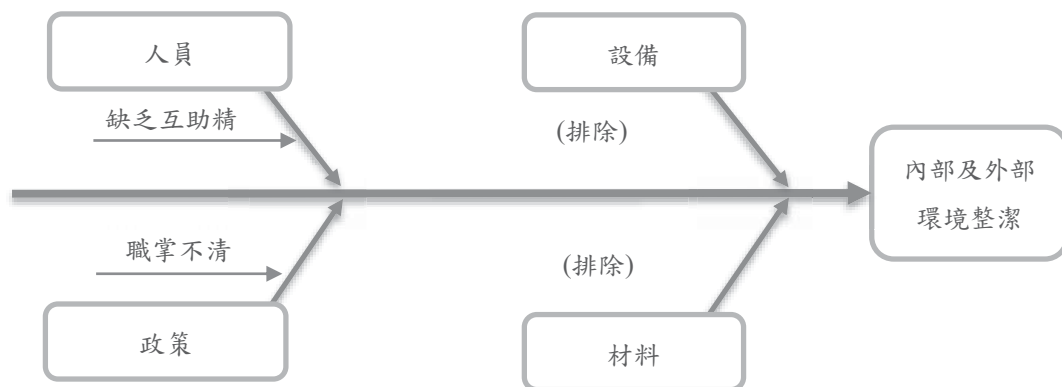 人員
設備
缺乏互助精
(排除)
內部及外部
環境整潔
職掌不清
(排除)
政策
材料